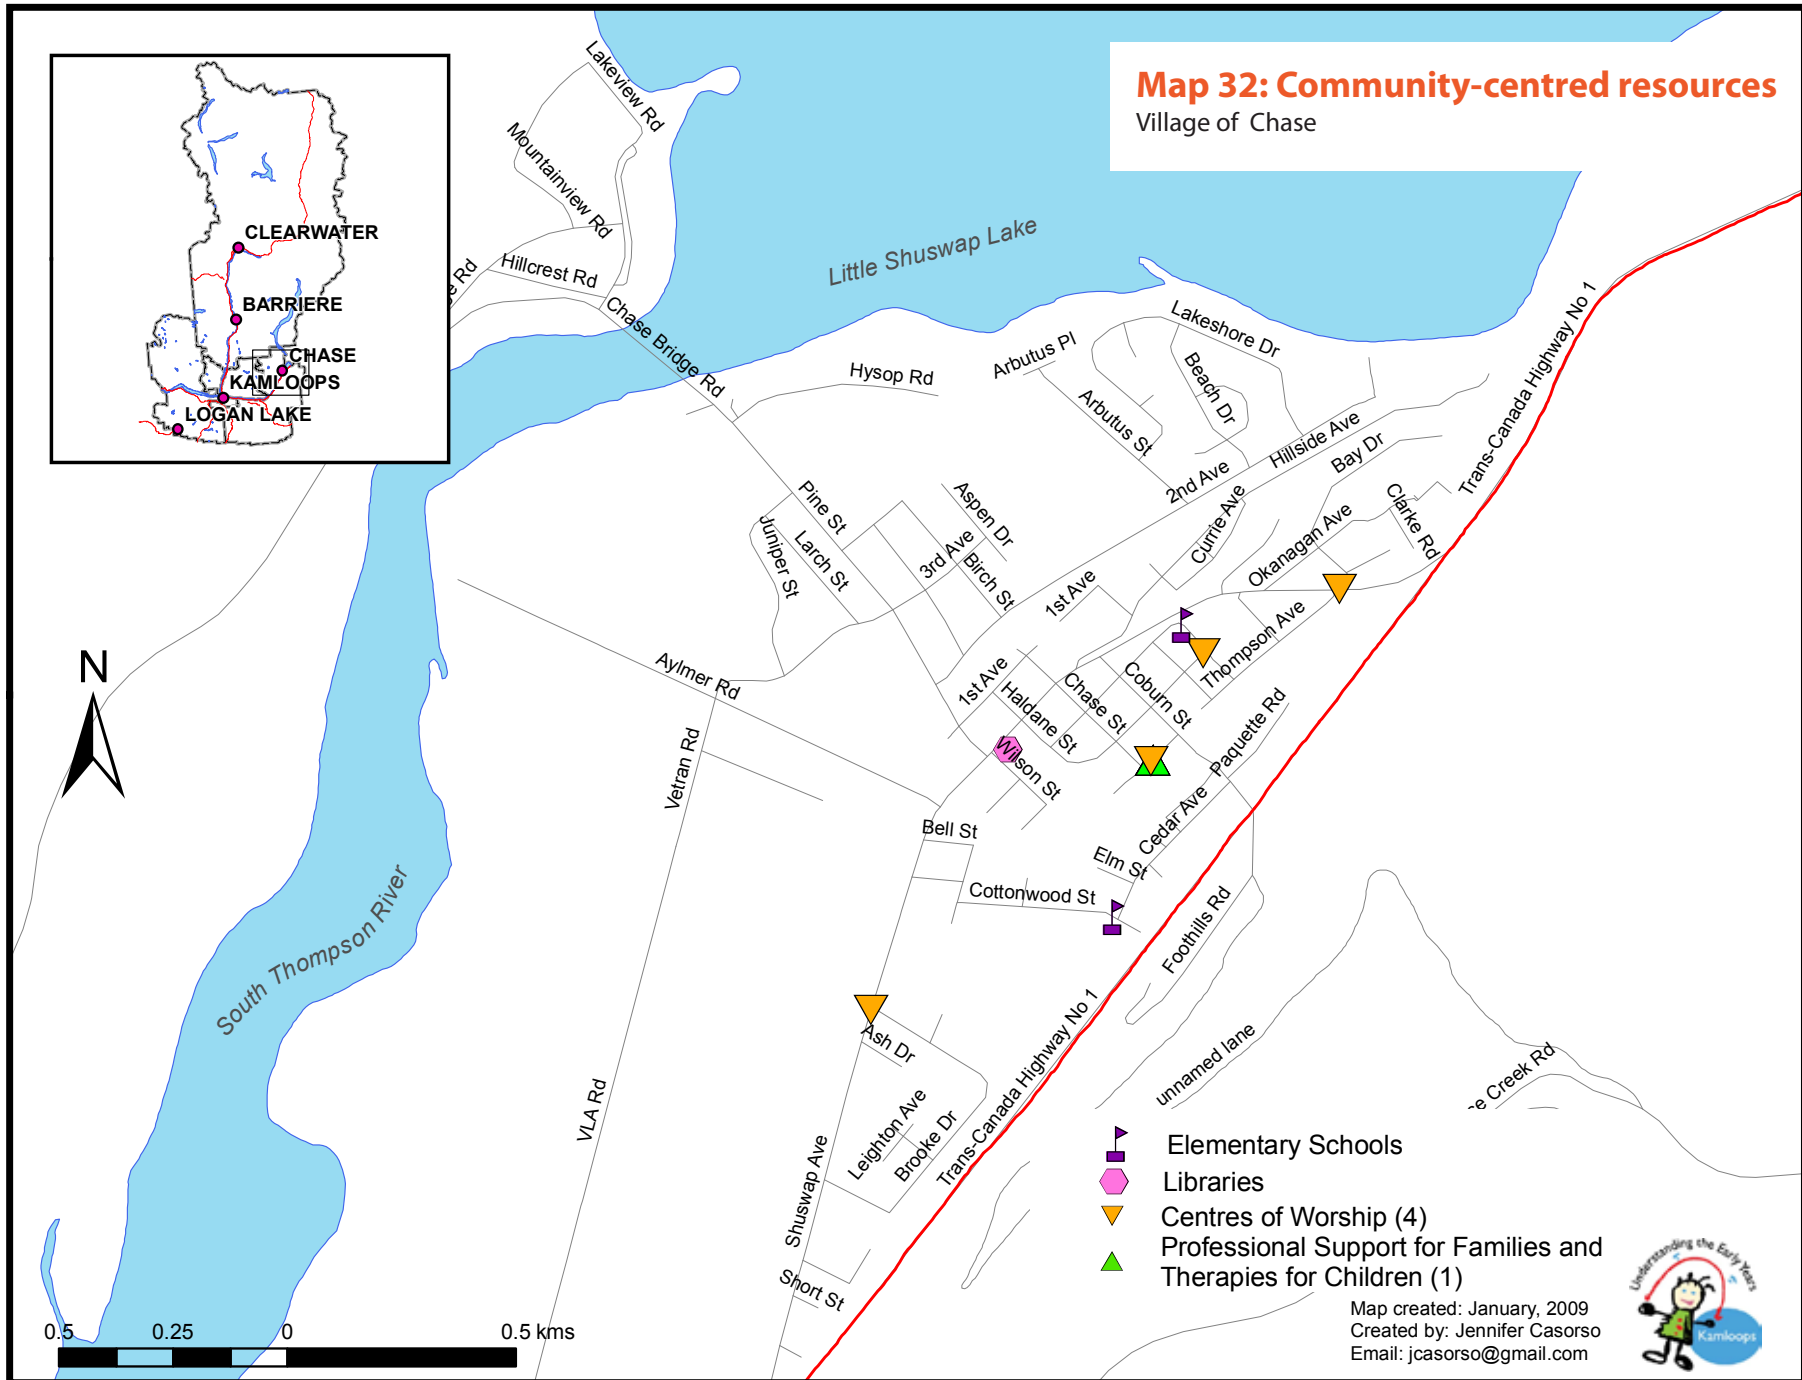 Map 32: Community-centred resources
Village of Chase
CLEARWATER
BARRIERE
CHASE
KAMLOOPS
LOGAN LAKE
Lakeview Rd
Mountainview Rd
Hillcrest Rd
e Rd
Chase Bridge Rd
Little Shuswap Lake
Hysop Rd
Arbutus Pl
Arbutus St
Lakeshore Dr
Beach Dr
Hillside Ave
2nd Ave
Bay Dr
Currie Ave
Okanagan Ave
Clarke Rd
Trans-Canada Highway No 1
Pine St
Juniper St
Larch St
Aspen Dr
3rd Ave
Birch St
1st Ave
Thompson Ave
Aylmer Rd
1st Ave
Haldane St
Chase St
Coburn St
Wilson St
Paquette Rd
Cedar Ave
Vetran Rd
Bell St
Elm St
Cottonwood St
Foothills Rd
N
South Thompson River
Ash Dr
Leighton Ave
Brooke Dr
Trans-Canada Highway No 1
unnamed lane
se Creek Rd
VLA Rd
Shuswap Ave
Short St
Elementary Schools
Libraries
Centres of Worship (4)
Professional Support for Families and
Therapies for Children (1)
Map created: January, 2009
Created by: Jennifer Casorso
Email: jcasorso@gmail.com
Understanding the Early Years
Kamloops
0.5 0.25 0 0.5 kms